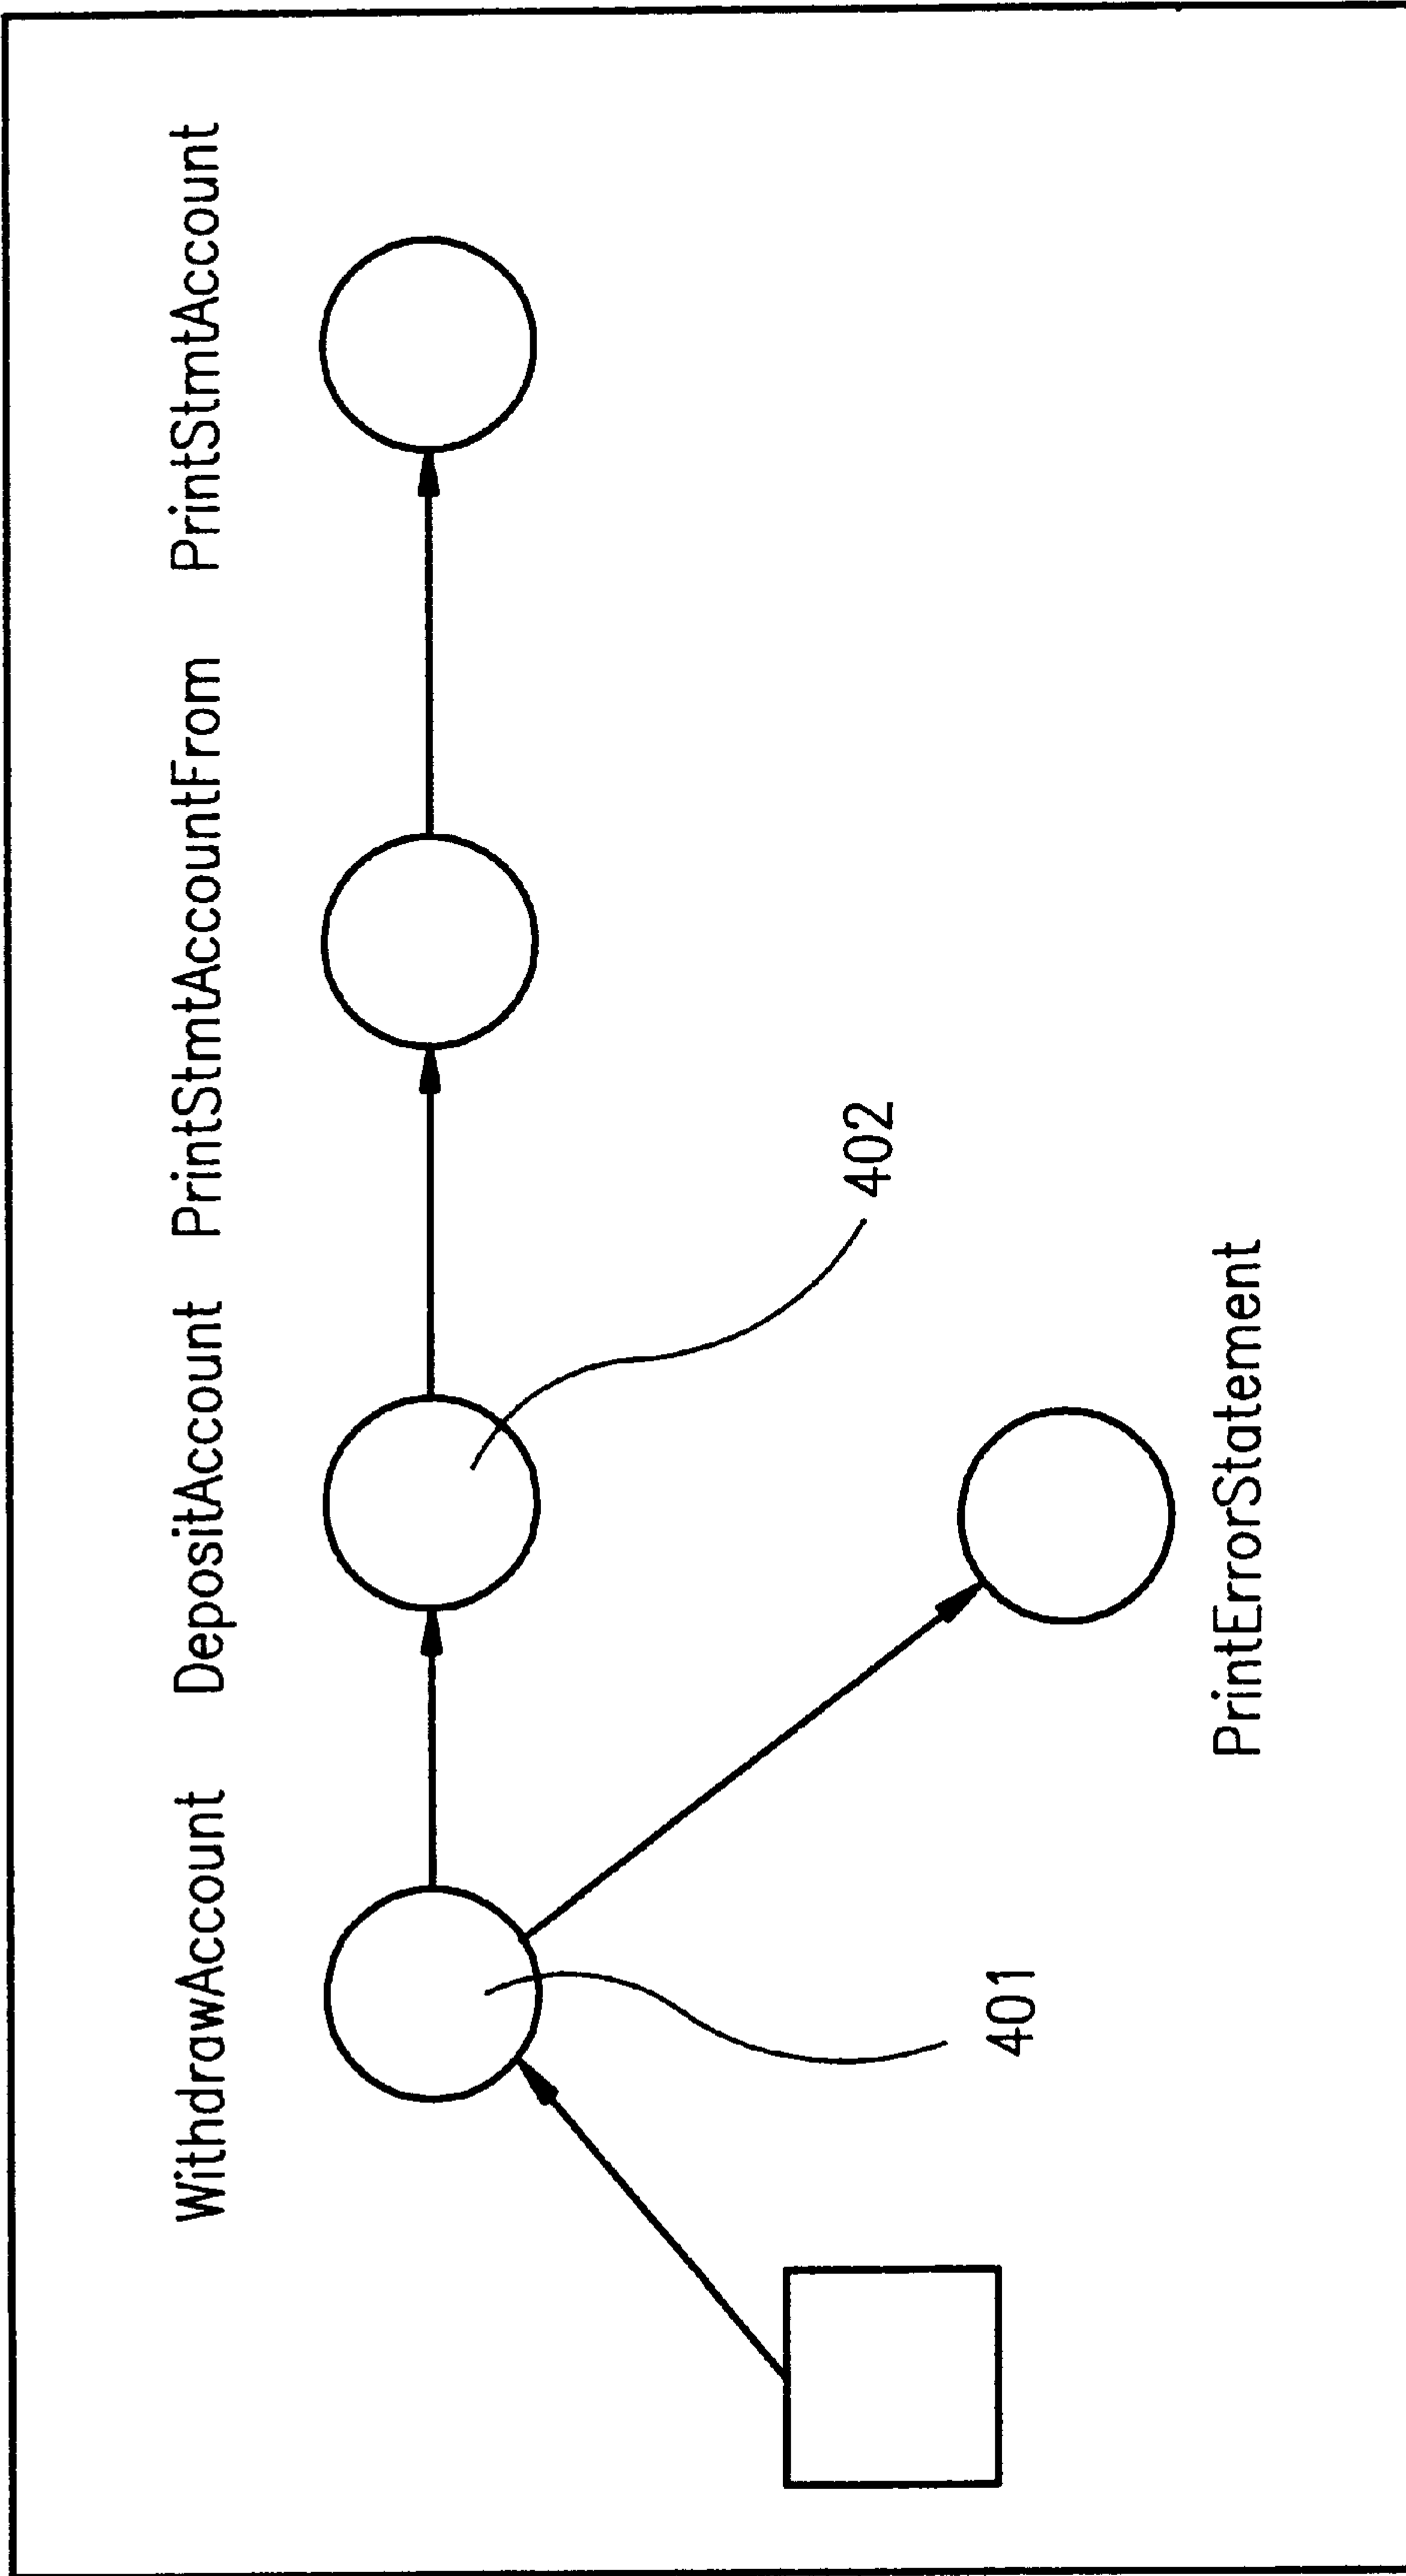 WithdrawAccount DepositAccount PrintStmtAccountFrom PrintStmtAccount
402
401
PrintErrorStatement